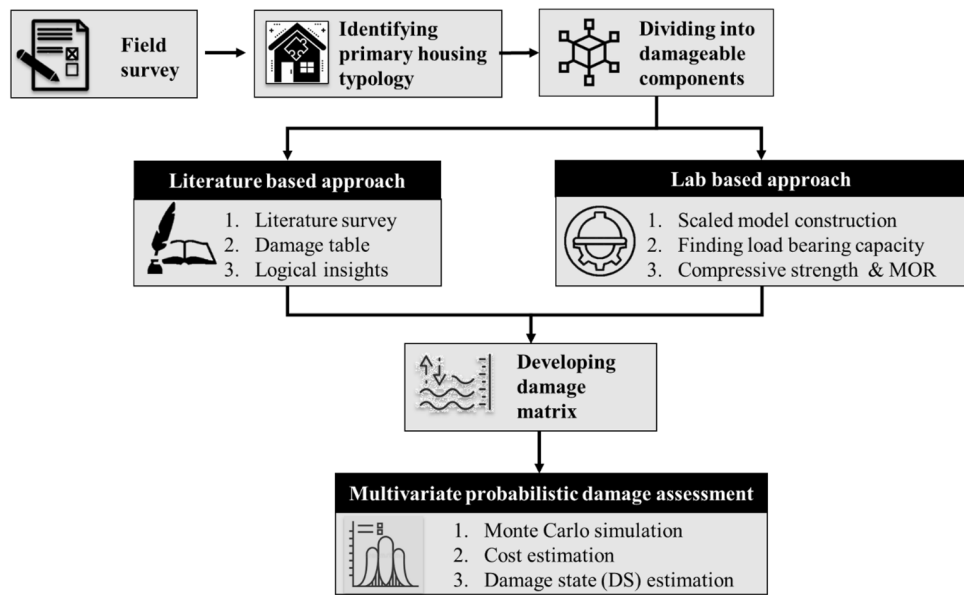 Field
survey
Identifying
primary housing
typology
Dividing into
damageable
components
Literature based approach
1. Literature survey
2. Damage table
3. Logical insights
Lab based approach
1. Scaled model construction
2. Finding load bearing capacity
3. Compressive strength & MOR
Developing
damage
matrix
Multivariate probabilistic damage assessment
1. Monte Carlo simulation
2. Cost estimation
3. Damage state (DS) estimation